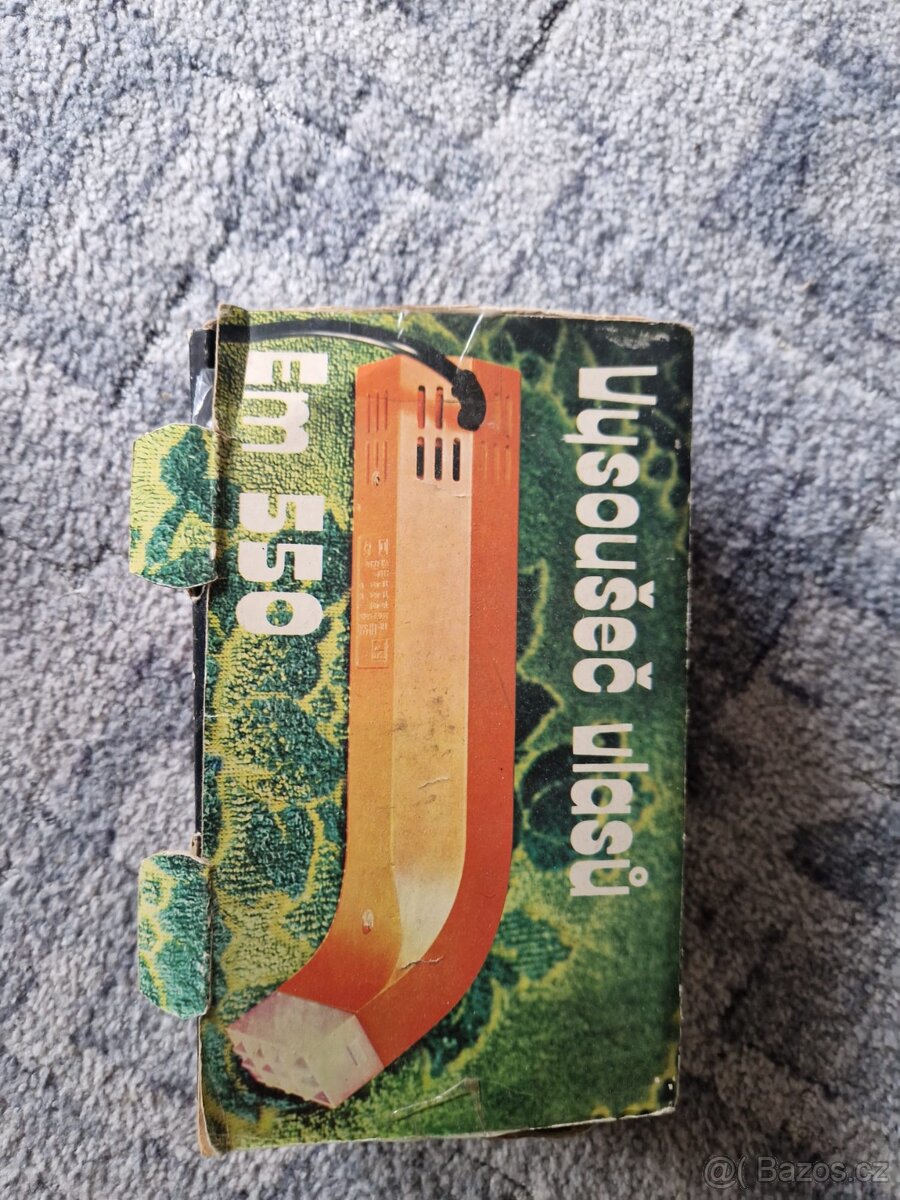 Vysoušeč vlasů
Em 550
@( Bazos.cz